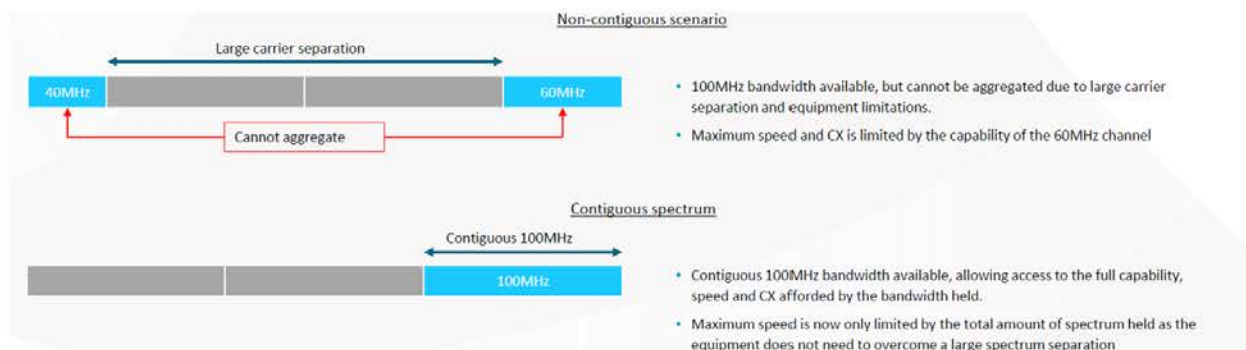 Non-contiguous scenario
Large carrier separation
40MHz
60MHz
Cannot aggregate
• 100MHz bandwidth available, but cannot be aggregated due to large carrier
separation and equipment limitations.
• Maximum speed and CX is limited by the capability of the 60MHz channel
Contiguous spectrum
Contiguous 100MHz
100MHz
• Contiguous 100MHz bandwidth available, allowing access to the full capability,
speed and CX afforded by the bandwidth held.
• Maximum speed is now only limited by the total amount of spectrum held as the
equipment does not need to overcome a large spectrum separation